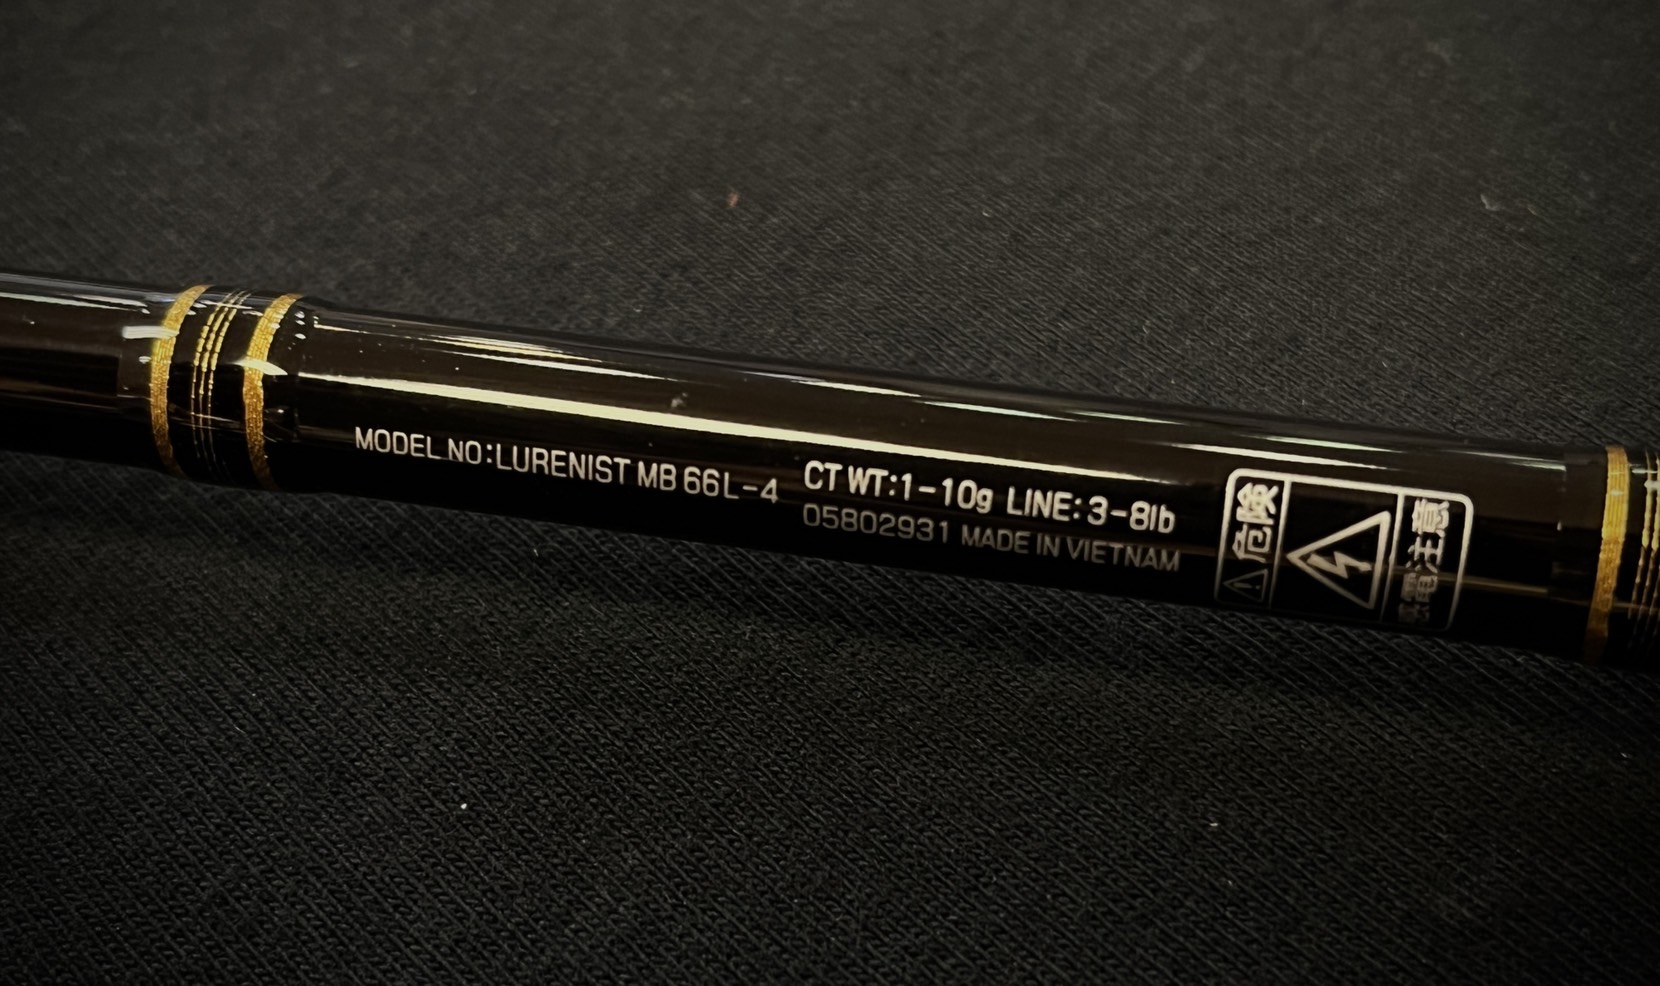 MODEL NO:LURENIST MB 66L-4
CT WT:1-10g LINE:3-8lb
05802931 MADE IN VIETNAM
危険
感電注意